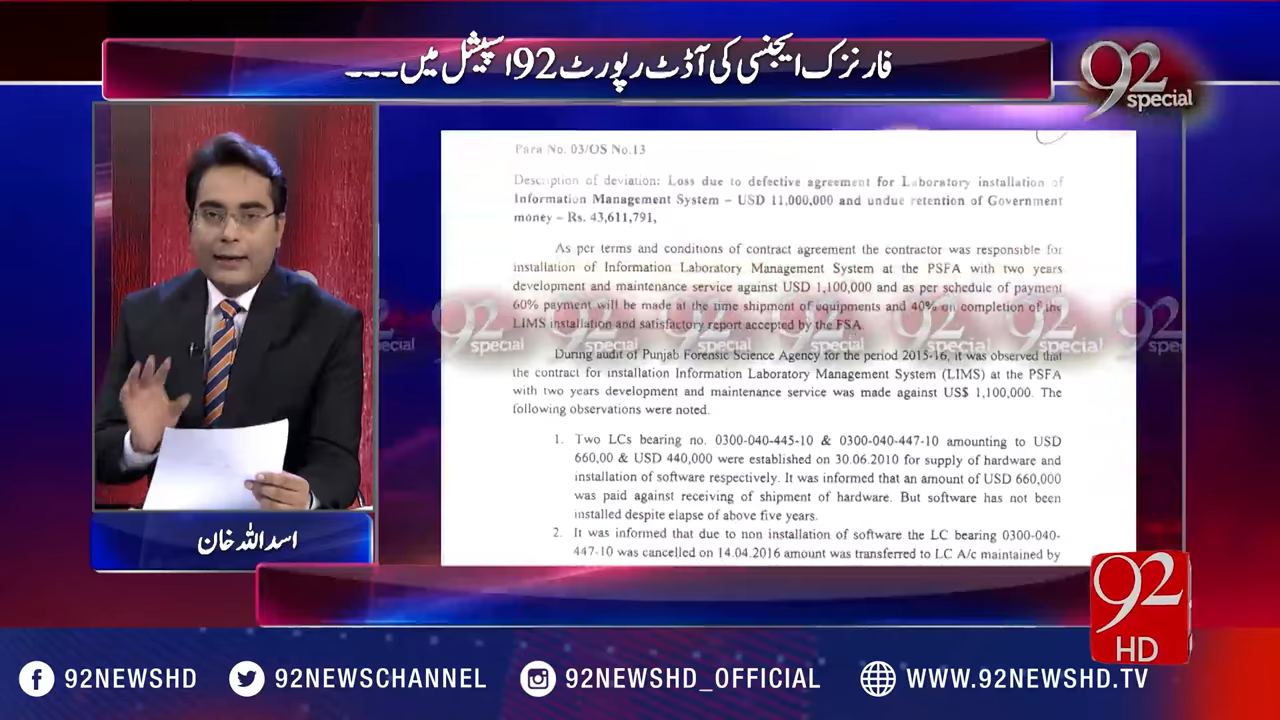 فارنزک ایجنسی کی آڈٹ رپورٹ 92 اسپیشل میں ---
92
special
Para No. 03/OS No.13
Description of deviation: Loss due to defective agreement for Laboratory installation of
Information Management System – USD 11,000,000 and undue retention of Government
money – Rs. 43,611,791,
As per terms and conditions of contract agreement the contractor was responsible for
installation of Information Laboratory Management System at the PSFA with two years
development and maintenance service against USD 1,100,000 and as per schedule of payment
60% payment will be made at the time shipment of equipments and 40% on completion of the
LIMS installation and satisfactory report accepted by the FSA.
During audit of Punjab Forensic Science Agency for the period 2015-16, it was observed that
the contract for installation Information Laboratory Management System (LIMS) at the PSFA
with two years development and maintenance service was made against US$ 1,100,000. The
following observations were noted.
1. Two LCs bearing no. 0300-040-445-10 & 0300-040-447-10 amounting to USD
660,00 & USD 440,000 were established on 30.06.2010 for supply of hardware and
installation of software respectively. It was informed that an amount of USD 660,000
was paid against receiving of shipment of hardware. But software has not been
installed despite elapse of above five years.
2. It was informed that due to non installation of software the LC bearing 0300-040-
447-10 was cancelled on 14.04.2016 amount was transferred to LC A/c maintained by
اسد اللہ خان
92
HD
92NEWSHD 92NEWSCHANNEL 92NEWSHD_OFFICIAL WWW.92NEWSHD.TV